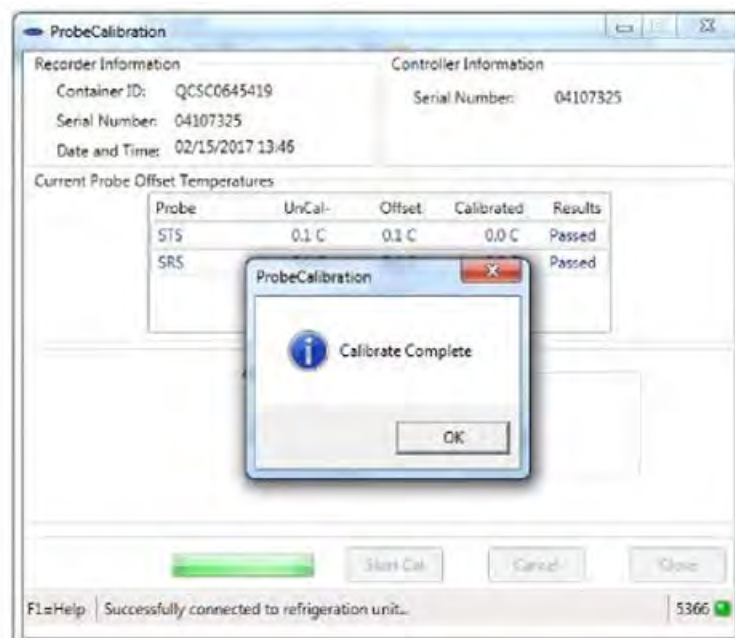 ProbeCalibration
Recorder Information
Controller Information
Container ID: QCSC0645419
Serial Number: 04107325
Serial Number: 04107325
Date and Time: 02/15/2017 13:46
Current Probe Offset Temperatures
Probe UnCal- Offset Calibrated Results
STS 0.1 C 0.1 C 0.0 C Passed
SRS Passed
ProbeCalibration
Calibrate Complete
OK
Start Cal Cancel Close
F1=Help Successfully connected to refrigeration unit... 5366